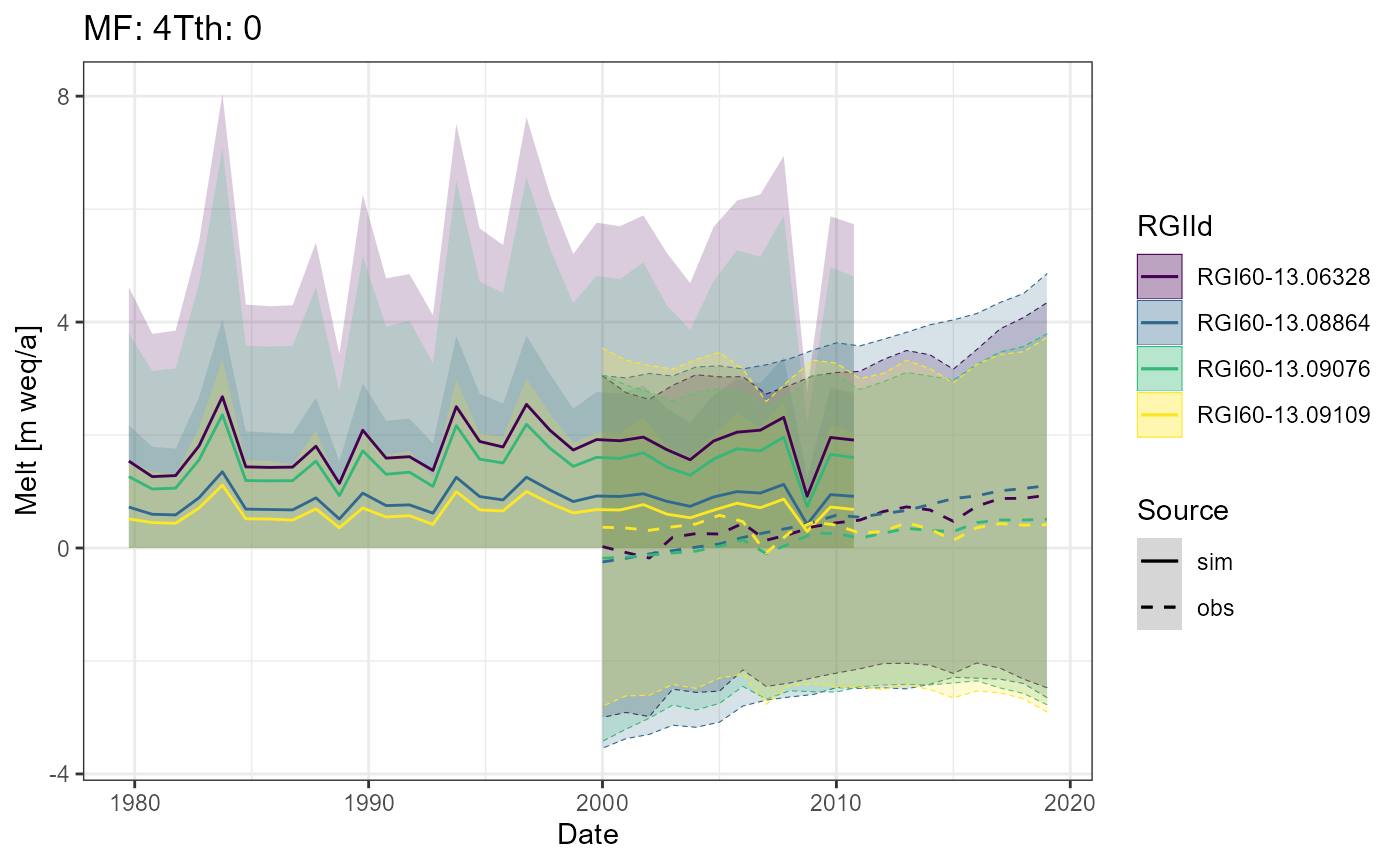 MF: 4Tth: 0
Melt [m weq/a]
8
4
0
-4
1980
1990
2000
2010
2020
Date
RGIId
RGI60-13.06328
RGI60-13.08864
RGI60-13.09076
RGI60-13.09109
Source
sim
obs